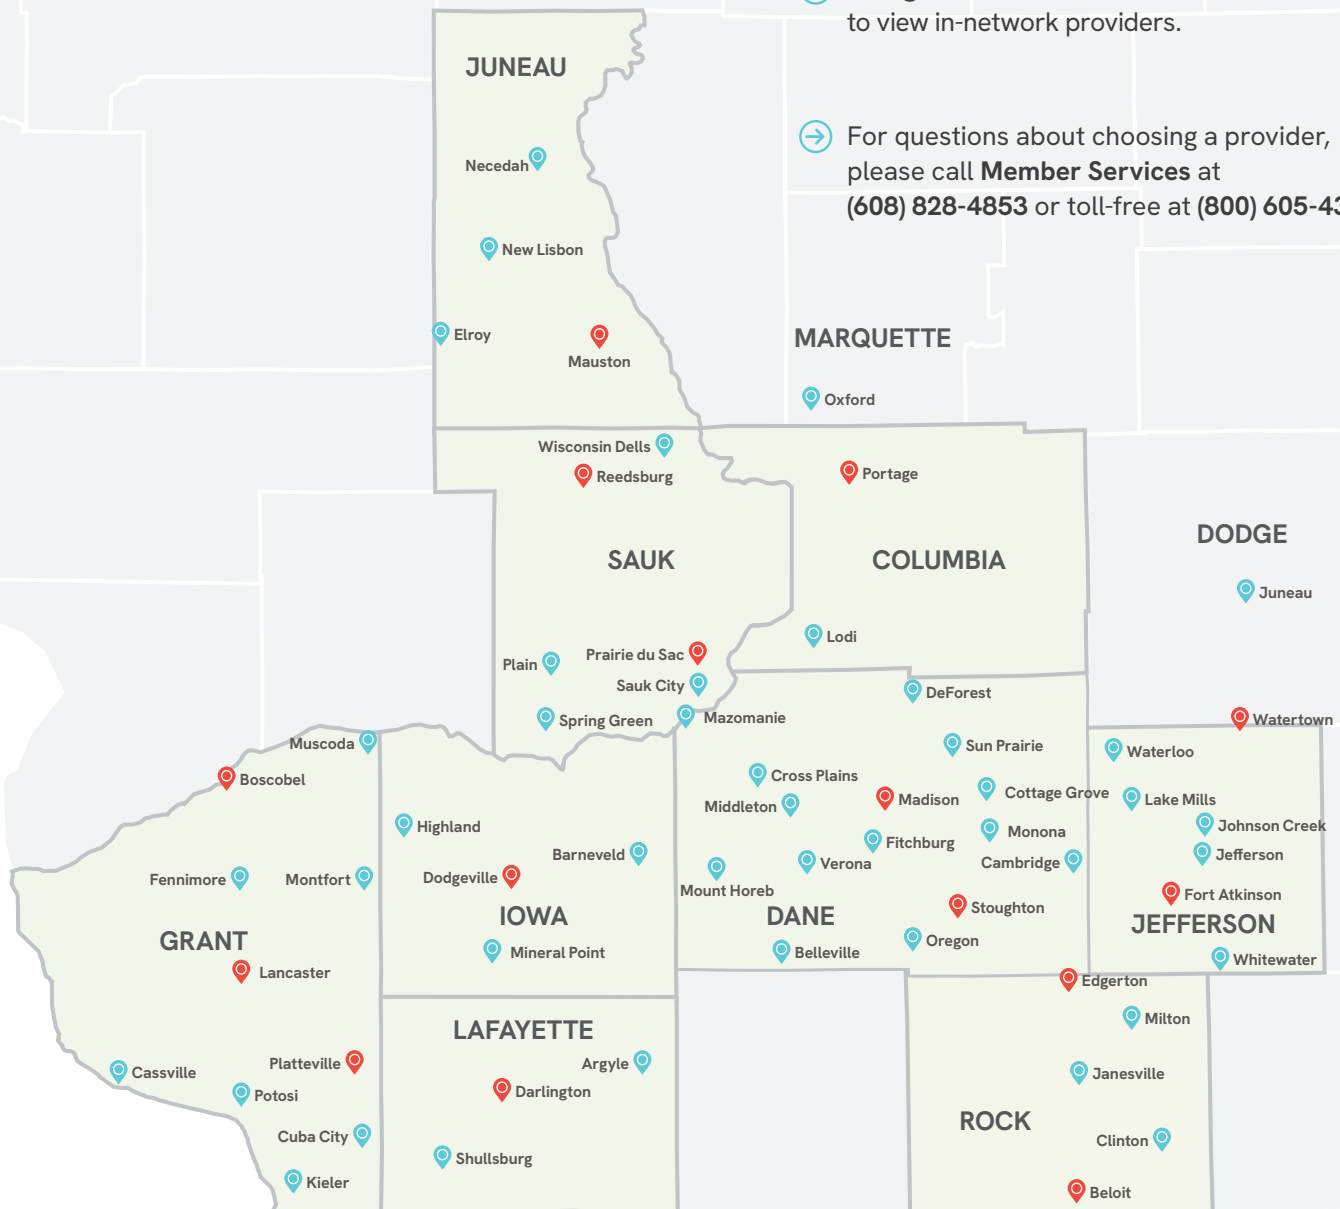 to view in-network providers.
For questions about choosing a provider,
please call Member Services at
(608) 828-4853 or toll-free at (800) 605-43
JUNEAU
Necedah
New Lisbon
Elroy
Mauston
MARQUETTE
Oxford
Wisconsin Dells
Reedsburg
Portage
SAUK
COLUMBIA
DODGE
Juneau
Lodi
Plain
Prairie du Sac
Sauk City
Spring Green
Mazomanie
DeForest
Watertown
Muscoda
Boscobel
Sun Prairie
Waterloo
Cross Plains
Middleton
Madison
Cottage Grove
Lake Mills
Highland
Johnson Creek
Monona
Fitchburg
Barneveld
Verona
Cambridge
Jefferson
Fennimore
Montfort
Dodgeville
Mount Horeb
Fort Atkinson
Stoughton
IOWA
DANE
JEFFERSON
GRANT
Oregon
Mineral Point
Belleville
Whitewater
Lancaster
Edgerton
Milton
LAFAYETTE
Platteville
Argyle
Cassville
Janesville
Darlington
Potosi
ROCK
Cuba City
Clinton
Shullsburg
Kieler
Beloit